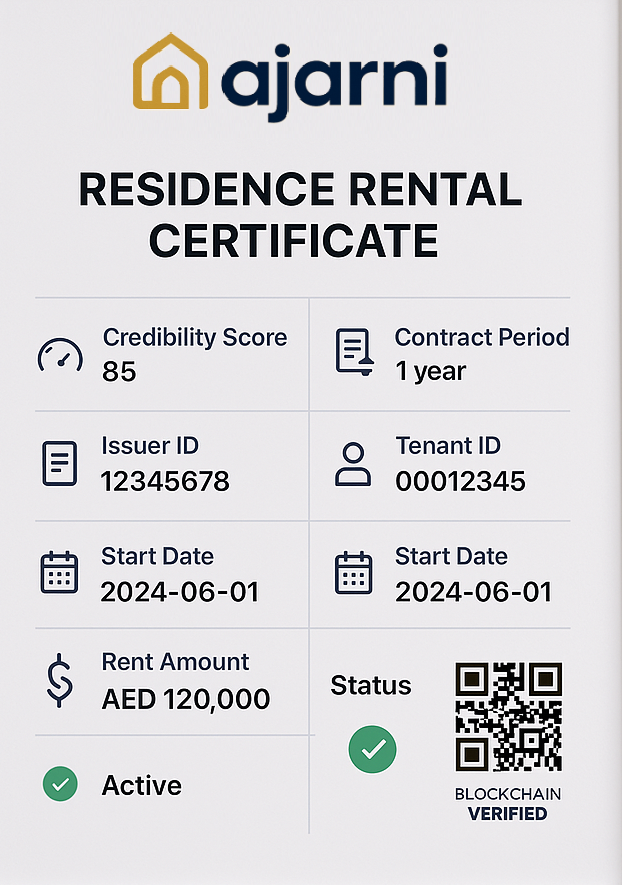 ajarni
RESIDENCE RENTAL
CERTIFICATE
Credibility Score
85
Contract Period
1 year
Issuer ID
12345678
Tenant ID
00012345
Start Date
2024-06-01
Start Date
2024-06-01
Rent Amount
AED 120,000
Status
Active
BLOCKCHAIN
VERIFIED